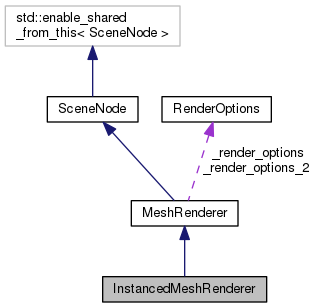 std::enable_shared
_from_this< SceneNode >
SceneNode
RenderOptions
_render_options
_render_options_2
MeshRenderer
InstancedMeshRenderer